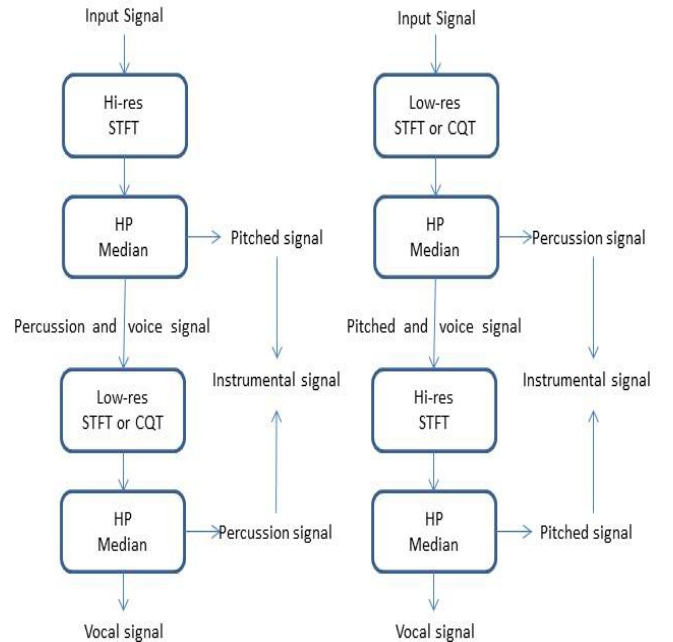 Input Signal
Hi-res
STFT
HP
Median
Pitched signal
Percussion and voice signal
Low-res
STFT or CQT
Instrumental signal
HP
Median
Percussion signal
Vocal signal
Input Signal
Low-res
STFT or CQT
HP
Median
Percussion signal
Pitched and voice signal
Hi-res
STFT
Instrumental signal
HP
Median
Pitched signal
Vocal signal